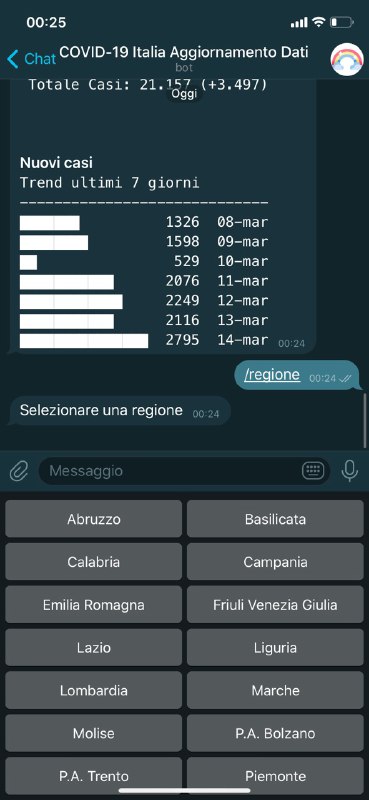 00:25
Chat
COVID-19 Italia Aggiornamento Dati
bot
Totale Casi: 21.157 (+3.497)
Oggi
Nuovi casi
Trend ultimi 7 giorni
-----------------------------
1326 08-mar
1598 09-mar
529 10-mar
2076 11-mar
2249 12-mar
2116 13-mar
2795 14-mar 00:24
/regione 00:24
Selezionare una regione 00:24
Messaggio
Abruzzo Basilicata
Calabria Campania
Emilia Romagna Friuli Venezia Giulia
Lazio Liguria
Lombardia Marche
Molise P.A. Bolzano
P.A. Trento Piemonte